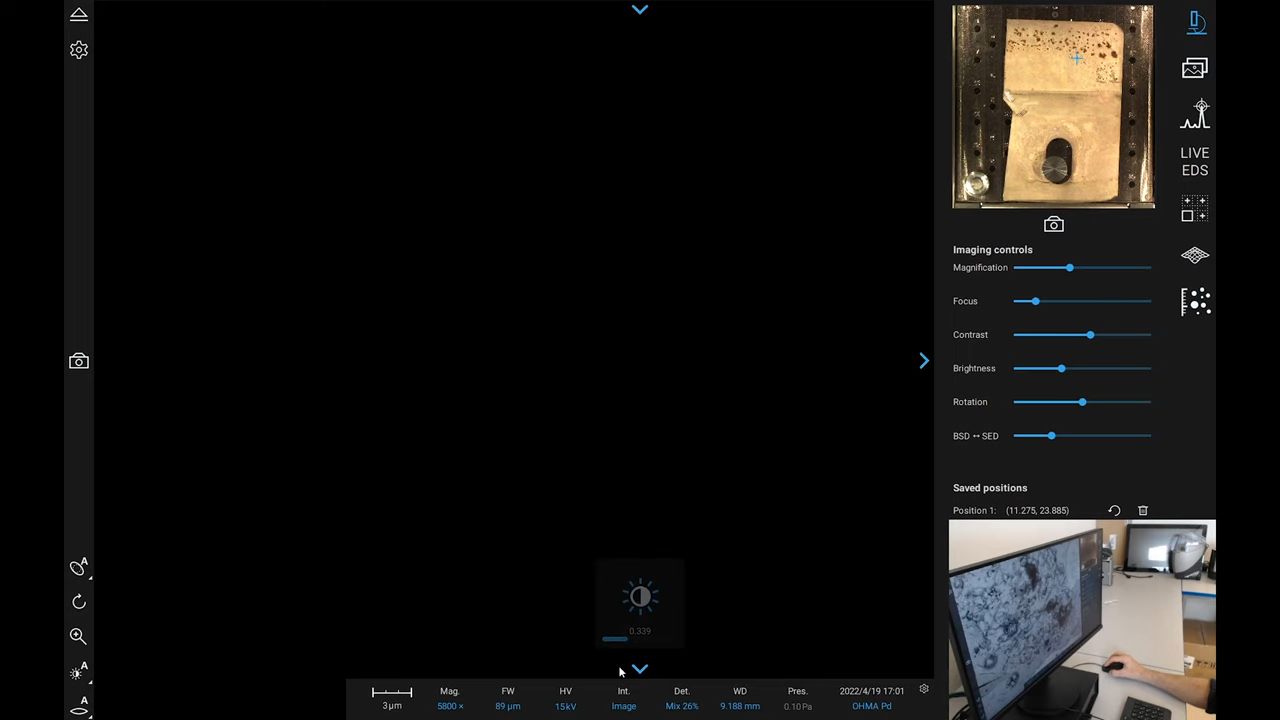 LIVE
EDS
Imaging controls
Magnification
Focus
Contrast
Brightness
Rotation
BSD ↔ SED
Saved positions
Position 1: (11.275, 23.885)
A
A
A
0.339
3 µm
Mag. FW HV Int. Det. WD Pres. 2022/4/19 17:01
5800 × 89 µm 15 kV Image Mix 26% 9.188 mm 0.10 Pa OHMA Pd